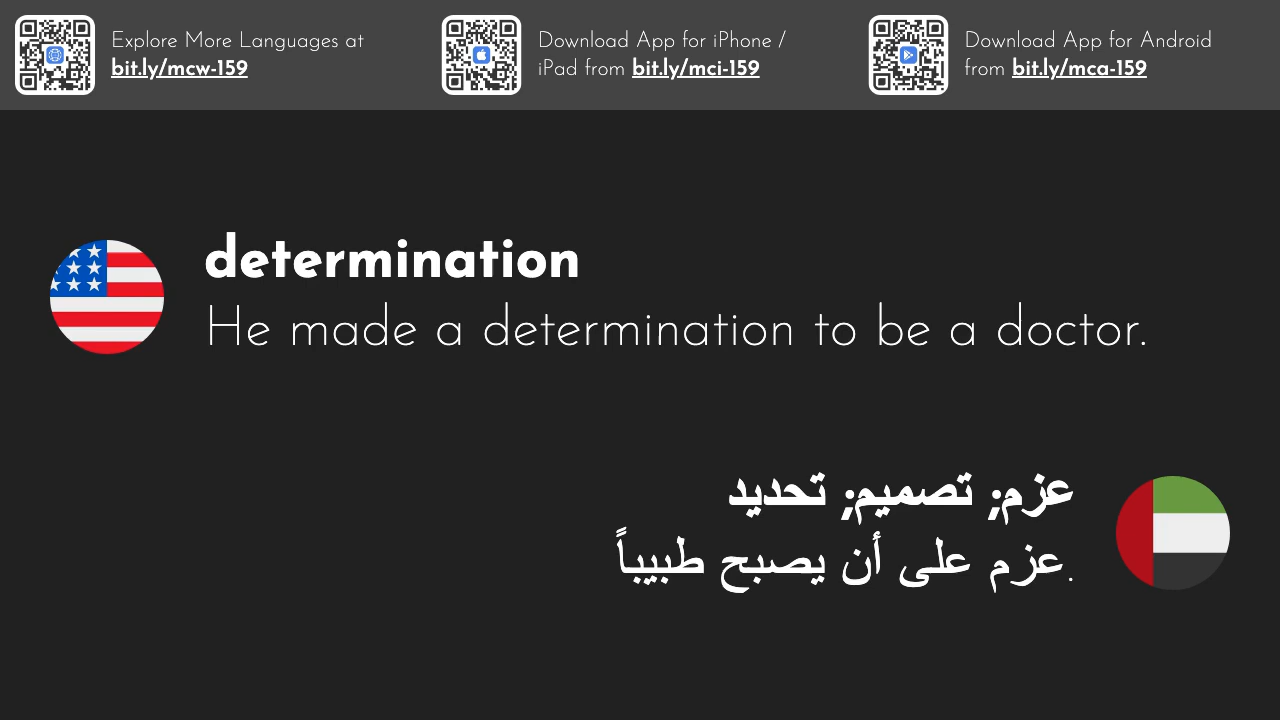 Explore More Languages at
bit.ly/mcw-159
Download App for iPhone /
iPad from bit.ly/mci-159
Download App for Android
from bit.ly/mca-159
determination
He made a determination to be a doctor.
عزم; تصميم; تحديد
عزم على أن يصبح طبيباً.